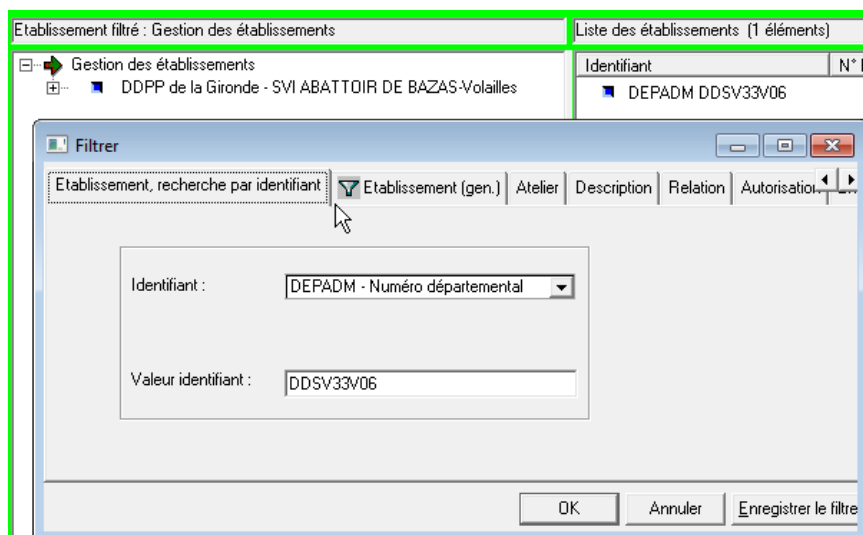 Etablissement filtré : Gestion des établissements
Liste des établissements (1 éléments)
Gestion des établissements
DDPP de la Gironde - SVI ABATTOIR DE BAZAS-Volailles
Identifiant
DEPADM DDSV33V06
Filtrer
Etablissement, recherche par identifiant
Etablissement (gen.)
Atelier
Description
Relation
Autorisation
Identifiant :
DEPADM - Numéro départemental
Valeur identifiant :
DDSV33V06
OK
Annuler
Enregistrer le filtre